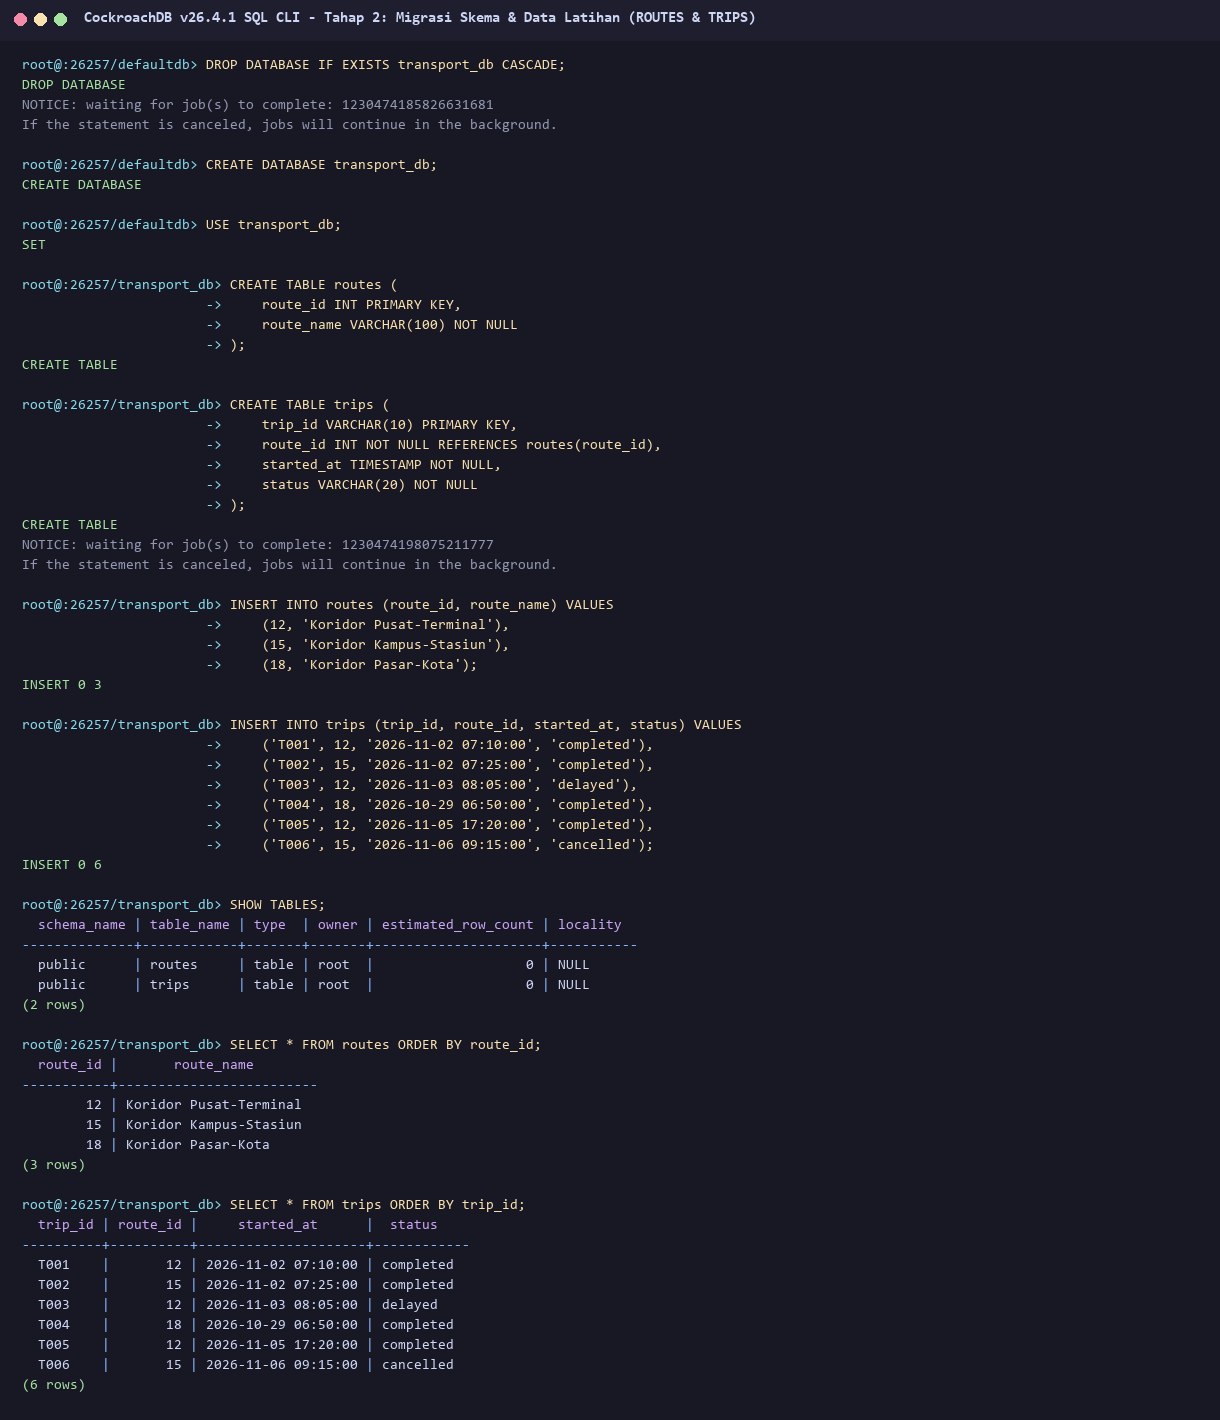 CockroachDB v26.4.1 SQL CLI - Tahap 2: Migrasi Skema & Data Latihan (ROUTES & TRIPS)
root@:26257/defaultdb> DROP DATABASE IF EXISTS transport_db CASCADE;
DROP DATABASE
NOTICE: waiting for job(s) to complete: 1230474185826631681
If the statement is canceled, jobs will continue in the background.
root@:26257/defaultdb> CREATE DATABASE transport_db;
CREATE DATABASE
root@:26257/defaultdb> USE transport_db;
SET
root@:26257/transport_db> CREATE TABLE routes (
                       ->     route_id INT PRIMARY KEY,
                       ->     route_name VARCHAR(100) NOT NULL
                       -> );
CREATE TABLE
root@:26257/transport_db> CREATE TABLE trips (
                       ->     trip_id VARCHAR(10) PRIMARY KEY,
                       ->     route_id INT NOT NULL REFERENCES routes(route_id),
                       ->     started_at TIMESTAMP NOT NULL,
                       ->     status VARCHAR(20) NOT NULL
                       -> );
CREATE TABLE
NOTICE: waiting for job(s) to complete: 1230474198075211777
If the statement is canceled, jobs will continue in the background.
root@:26257/transport_db> INSERT INTO routes (route_id, route_name) VALUES
                       ->     (12, 'Koridor Pusat-Terminal'),
                       ->     (15, 'Koridor Kampus-Stasiun'),
                       ->     (18, 'Koridor Pasar-Kota');
INSERT 0 3
root@:26257/transport_db> INSERT INTO trips (trip_id, route_id, started_at, status) VALUES
                       ->     ('T001', 12, '2026-11-02 07:10:00', 'completed'),
                       ->     ('T002', 15, '2026-11-02 07:25:00', 'completed'),
                       ->     ('T003', 12, '2026-11-03 08:05:00', 'delayed'),
                       ->     ('T004', 18, '2026-10-29 06:50:00', 'completed'),
                       ->     ('T005', 12, '2026-11-05 17:20:00', 'completed'),
                       ->     ('T006', 15, '2026-11-06 09:15:00', 'cancelled');
INSERT 0 6
root@:26257/transport_db> SHOW TABLES;
  schema_name | table_name | type  | owner | estimated_row_count | locality
--------------+------------+-------+-------+---------------------+-----------
  public      | routes     | table | root  |                   0 | NULL
  public      | trips      | table | root  |                   0 | NULL
(2 rows)
root@:26257/transport_db> SELECT * FROM routes ORDER BY route_id;
  route_id |       route_name
-----------+-------------------------
        12 | Koridor Pusat-Terminal
        15 | Koridor Kampus-Stasiun
        18 | Koridor Pasar-Kota
(3 rows)
root@:26257/transport_db> SELECT * FROM trips ORDER BY trip_id;
  trip_id | route_id |     started_at      |  status
----------+----------+---------------------+------------
  T001    |       12 | 2026-11-02 07:10:00 | completed
  T002    |       15 | 2026-11-02 07:25:00 | completed
  T003    |       12 | 2026-11-03 08:05:00 | delayed
  T004    |       18 | 2026-10-29 06:50:00 | completed
  T005    |       12 | 2026-11-05 17:20:00 | completed
  T006    |       15 | 2026-11-06 09:15:00 | cancelled
(6 rows)